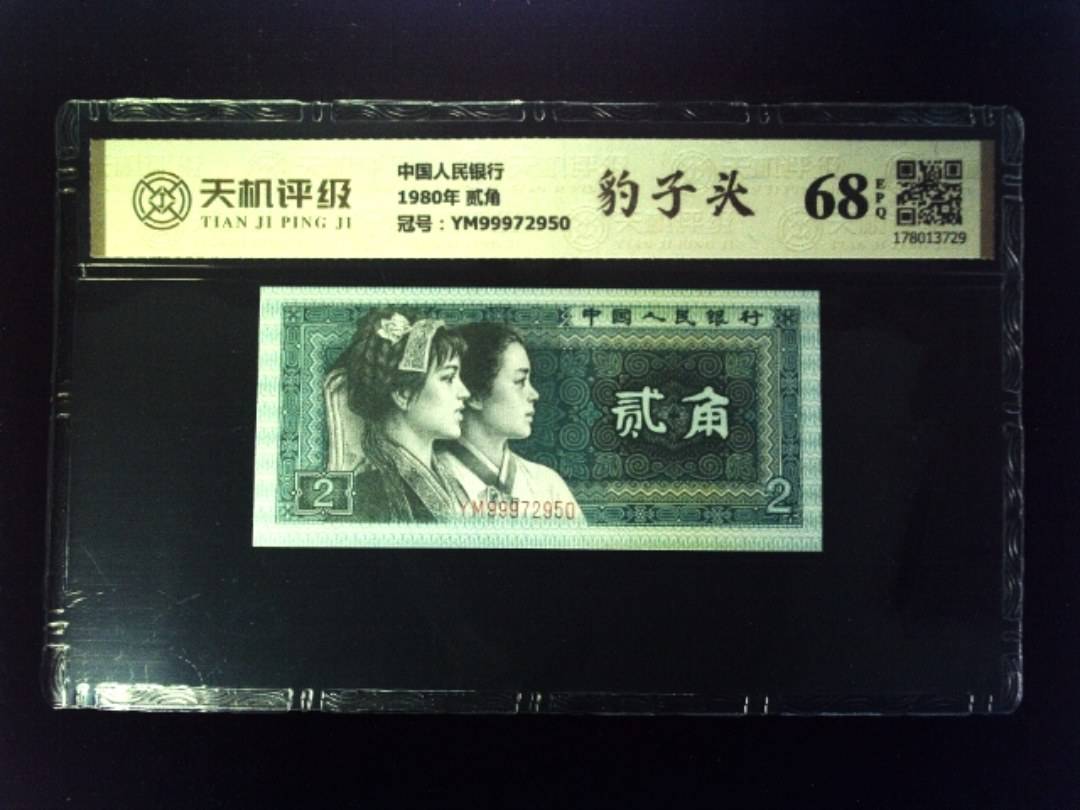 天机评级
TIAN JI PING JI
中国人民银行
1980年 贰角
冠号：YM99972950
豹子头
68
EPQ
178013729
中国人民银行
贰角
2
2
YM99972950